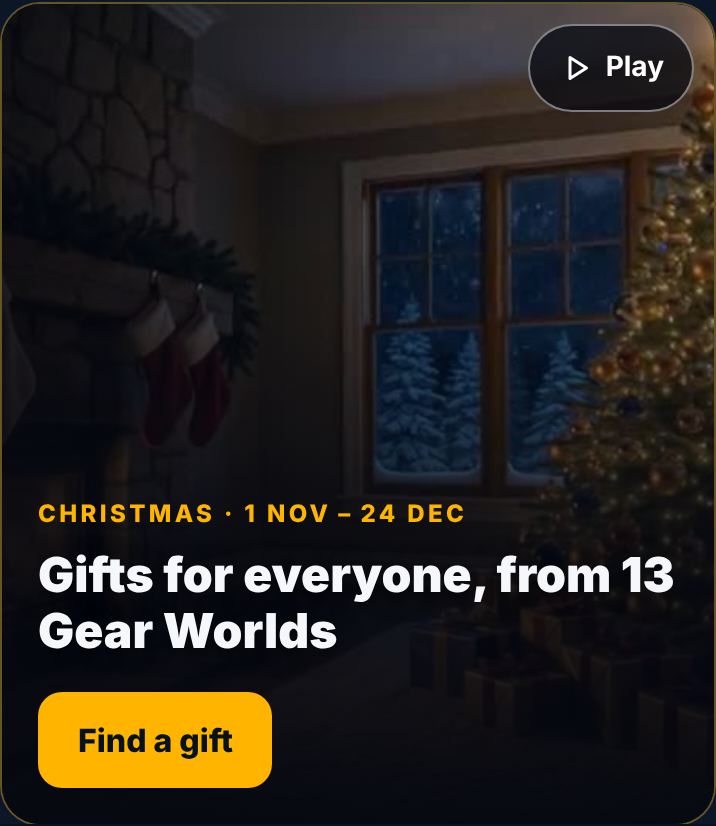 Play
CHRISTMAS · 1 NOV – 24 DEC
Gifts for everyone, from 13
Gear Worlds
Find a gift